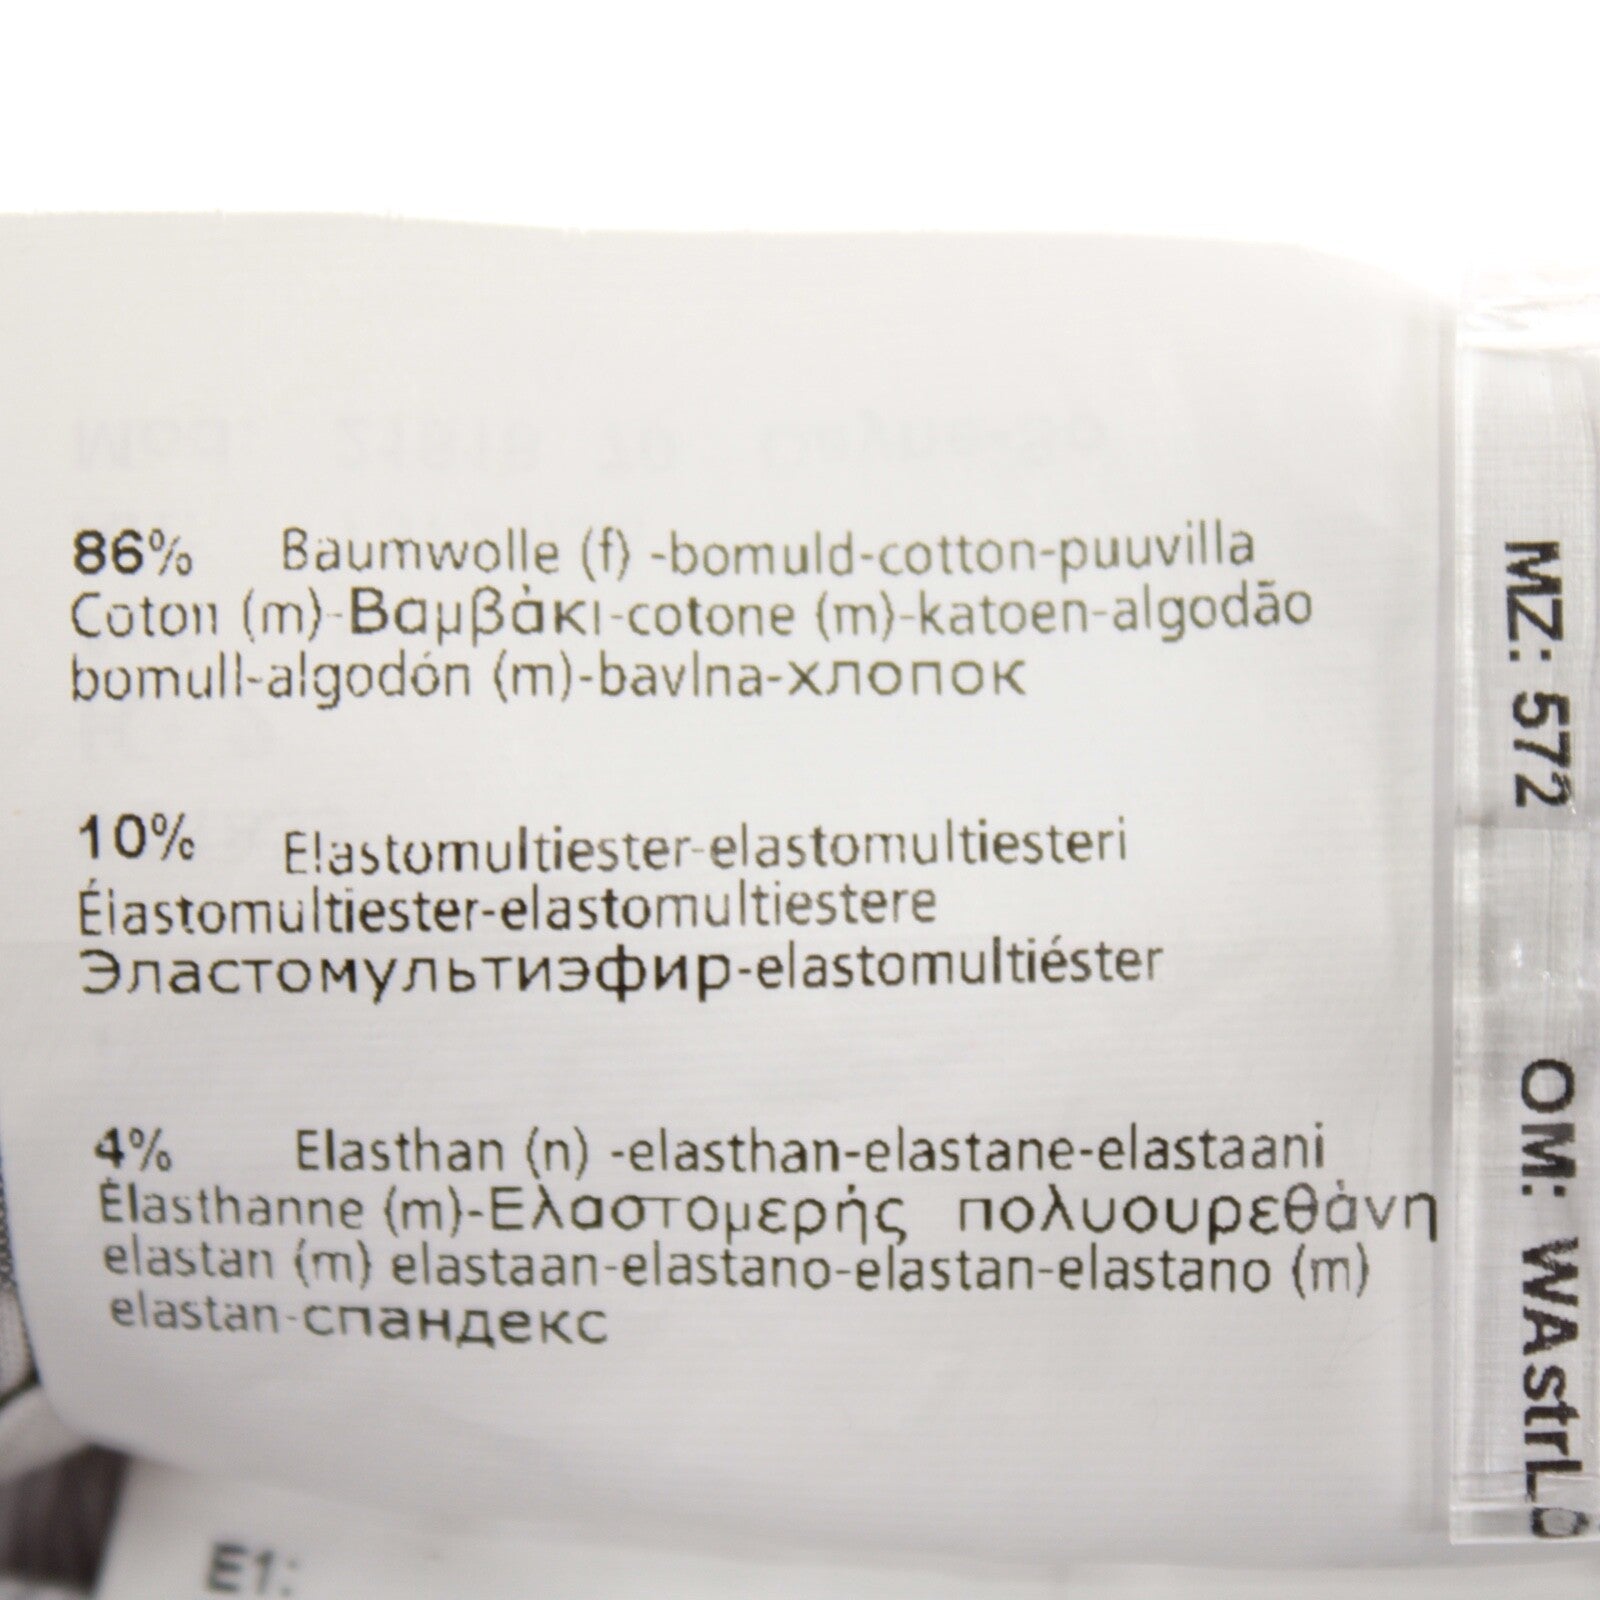 86% Baumwolle (f) -bomuld-cotton-puuvilla
Coton (m)-Βαμβάκι-cotone (m)-katoen-algodão
bomull-algodón (m)-bavlna-хлопок
10% Elastomultiester-elastomultiesteri
Élastomultiester-elastomultiestere
Эластомультиэфир-elastomultiéster
4% Elasthan (n) -elasthan-elastane-elastaani
Élasthanne (m)-Ελαστομερής πολυουρεθάνη
elastan (m) elastaan-elastano-elastan-elastano (m)
elastan-спандекс
E1:
MZ: 572 OM: WAstrLo